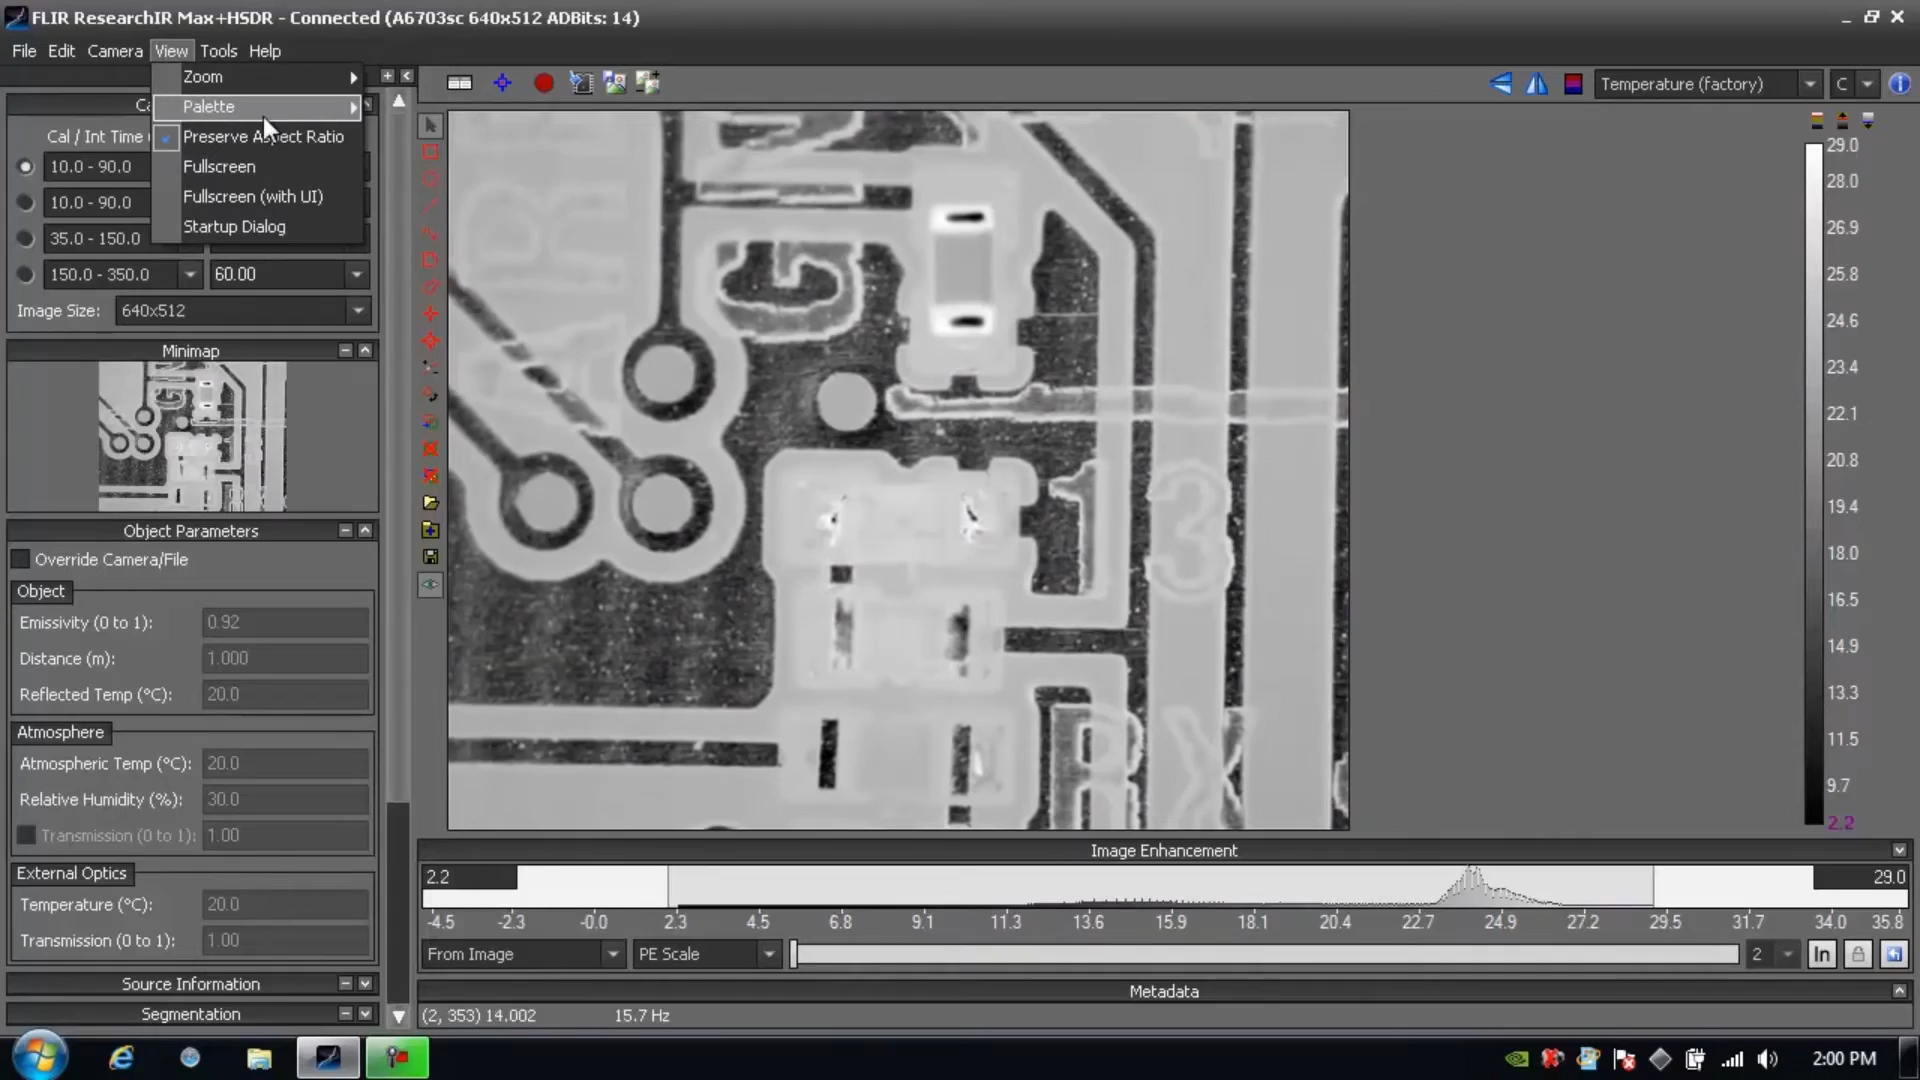 FLIR ResearchIR Max+HSDR - Connected (A6703sc 640x512 ADBits: 14)
File Edit Camera View Tools Help
Zoom
Palette
Preserve Aspect Ratio
Fullscreen
Fullscreen (with UI)
Startup Dialog
Temperature (factory) C
Ca
Cal / Int Time
10.0 - 90.0
10.0 - 90.0
35.0 - 150.0
150.0 - 350.0 60.00
Image Size: 640x512
Minimap
Object Parameters
Override Camera/File
Object
Emissivity (0 to 1): 0.92
Distance (m): 1.000
Reflected Temp (°C): 20.0
Atmosphere
Atmospheric Temp (°C): 20.0
Relative Humidity (%): 30.0
Transmission (0 to 1): 1.00
External Optics
Temperature (°C): 20.0
Transmission (0 to 1): 1.00
Source Information
Segmentation
G
13
RX
29.0
28.0
26.9
25.8
24.6
23.4
22.1
20.8
19.4
18.0
16.5
14.9
13.3
11.5
9.7
2.2
Image Enhancement
2.2 29.0
-4.5 -2.3 -0.0 2.3 4.5 6.8 9.1 11.3 13.6 15.9 18.1 20.4 22.7 24.9 27.2 29.5 31.7 34.0 35.8
From Image PE Scale 2 In
Metadata
(2, 353) 14.002 15.7 Hz
2:00 PM